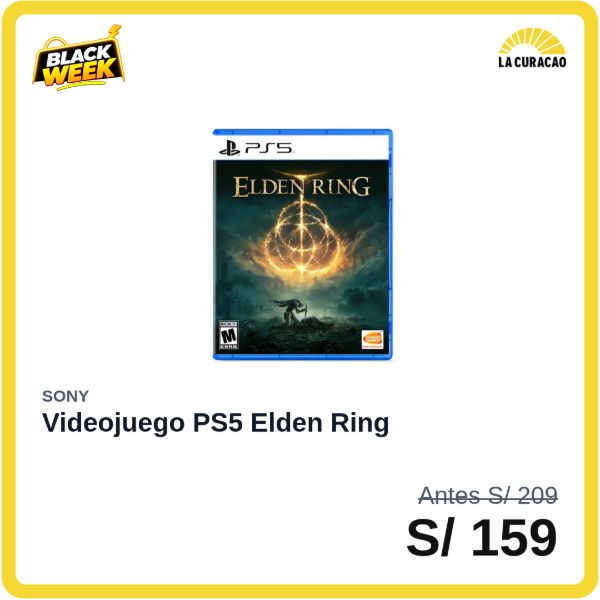 BLACK
WEEK
LA CURACAO
PS5
ELDEN RING
M
SONY
Videojuego PS5 Elden Ring
Antes S/ 209
S/ 159